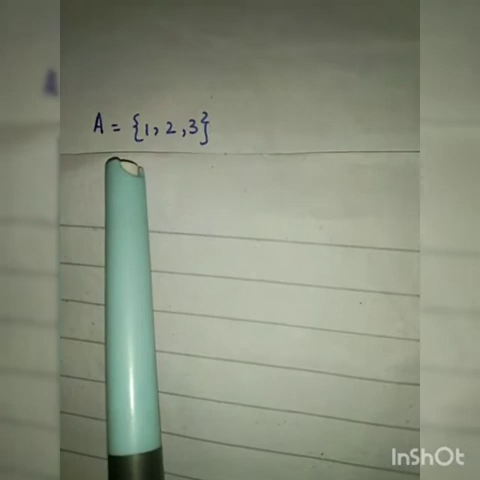 A = {1, 2, 3}
InShOt